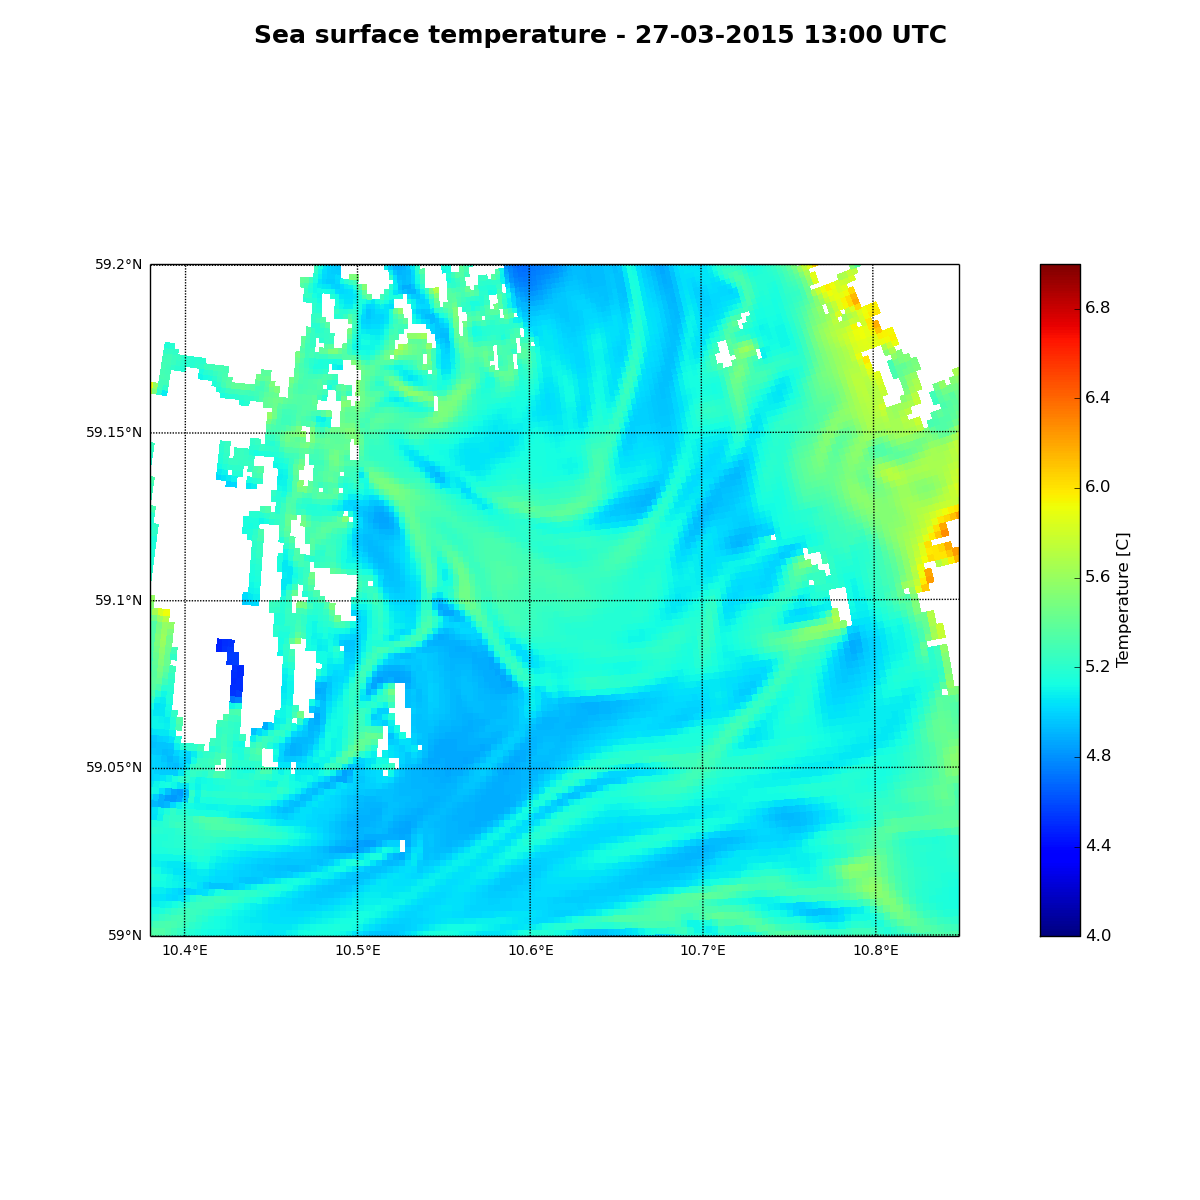 Sea surface temperature - 27-03-2015 13:00 UTC
59.2°N
59.15°N
59.1°N
59.05°N
59°N
10.4°E
10.5°E
10.6°E
10.7°E
10.8°E
6.8
6.4
6.0
5.6
5.2
4.8
4.4
4.0
Temperature [C]